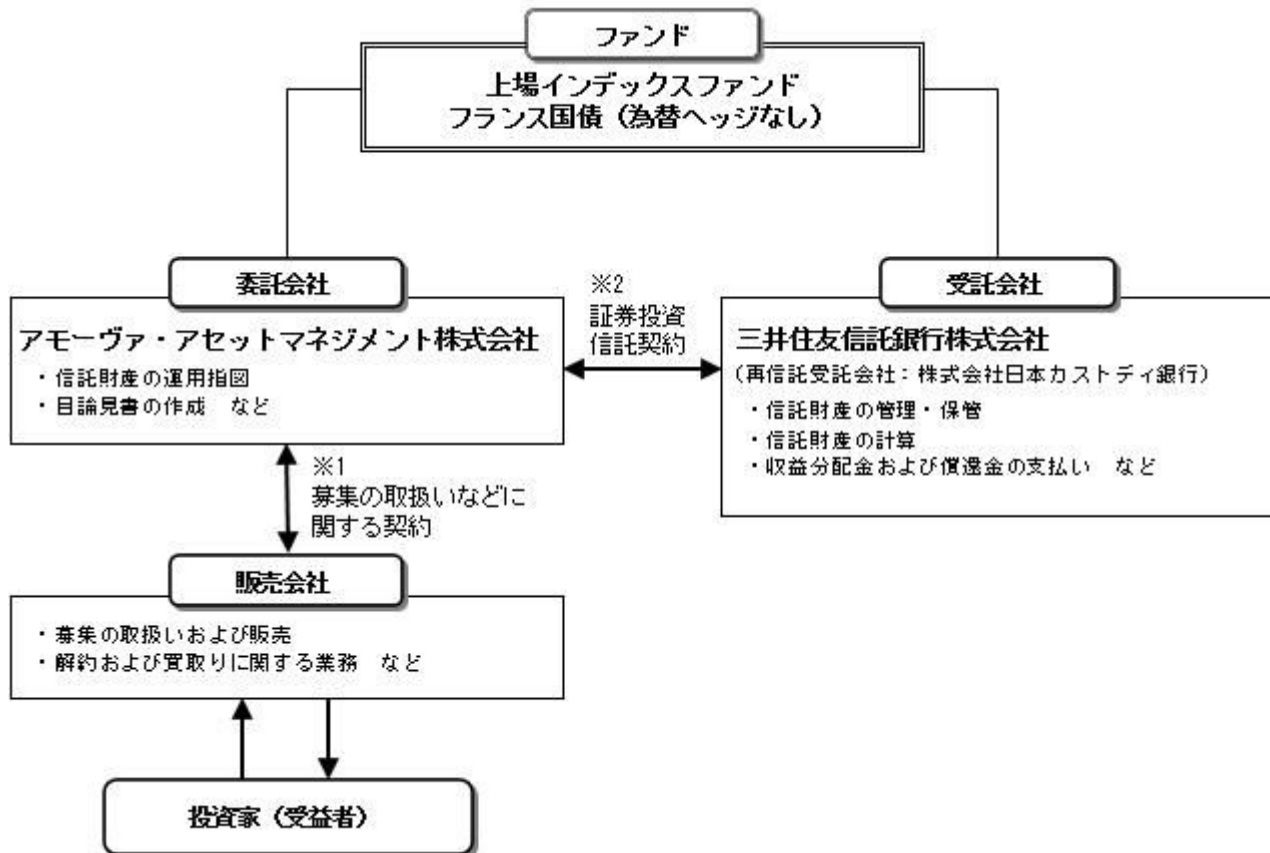 ファンド
上場インデックスファンド
フランス国債（為替ヘッジなし）
委託会社
アモーヴァ・アセットマネジメント株式会社
・信託財産の運用指図
・目論見書の作成　など
※2
証券投資
信託契約
受託会社
三井住友信託銀行株式会社
（再信託受託会社：株式会社日本カストディ銀行）
・信託財産の管理・保管
・信託財産の計算
・収益分配金および償還金の支払い　など
※1
募集の取扱いなどに
関する契約
販売会社
・募集の取扱いおよび販売
・解約および買取りに関する業務　など
投資家（受益者）